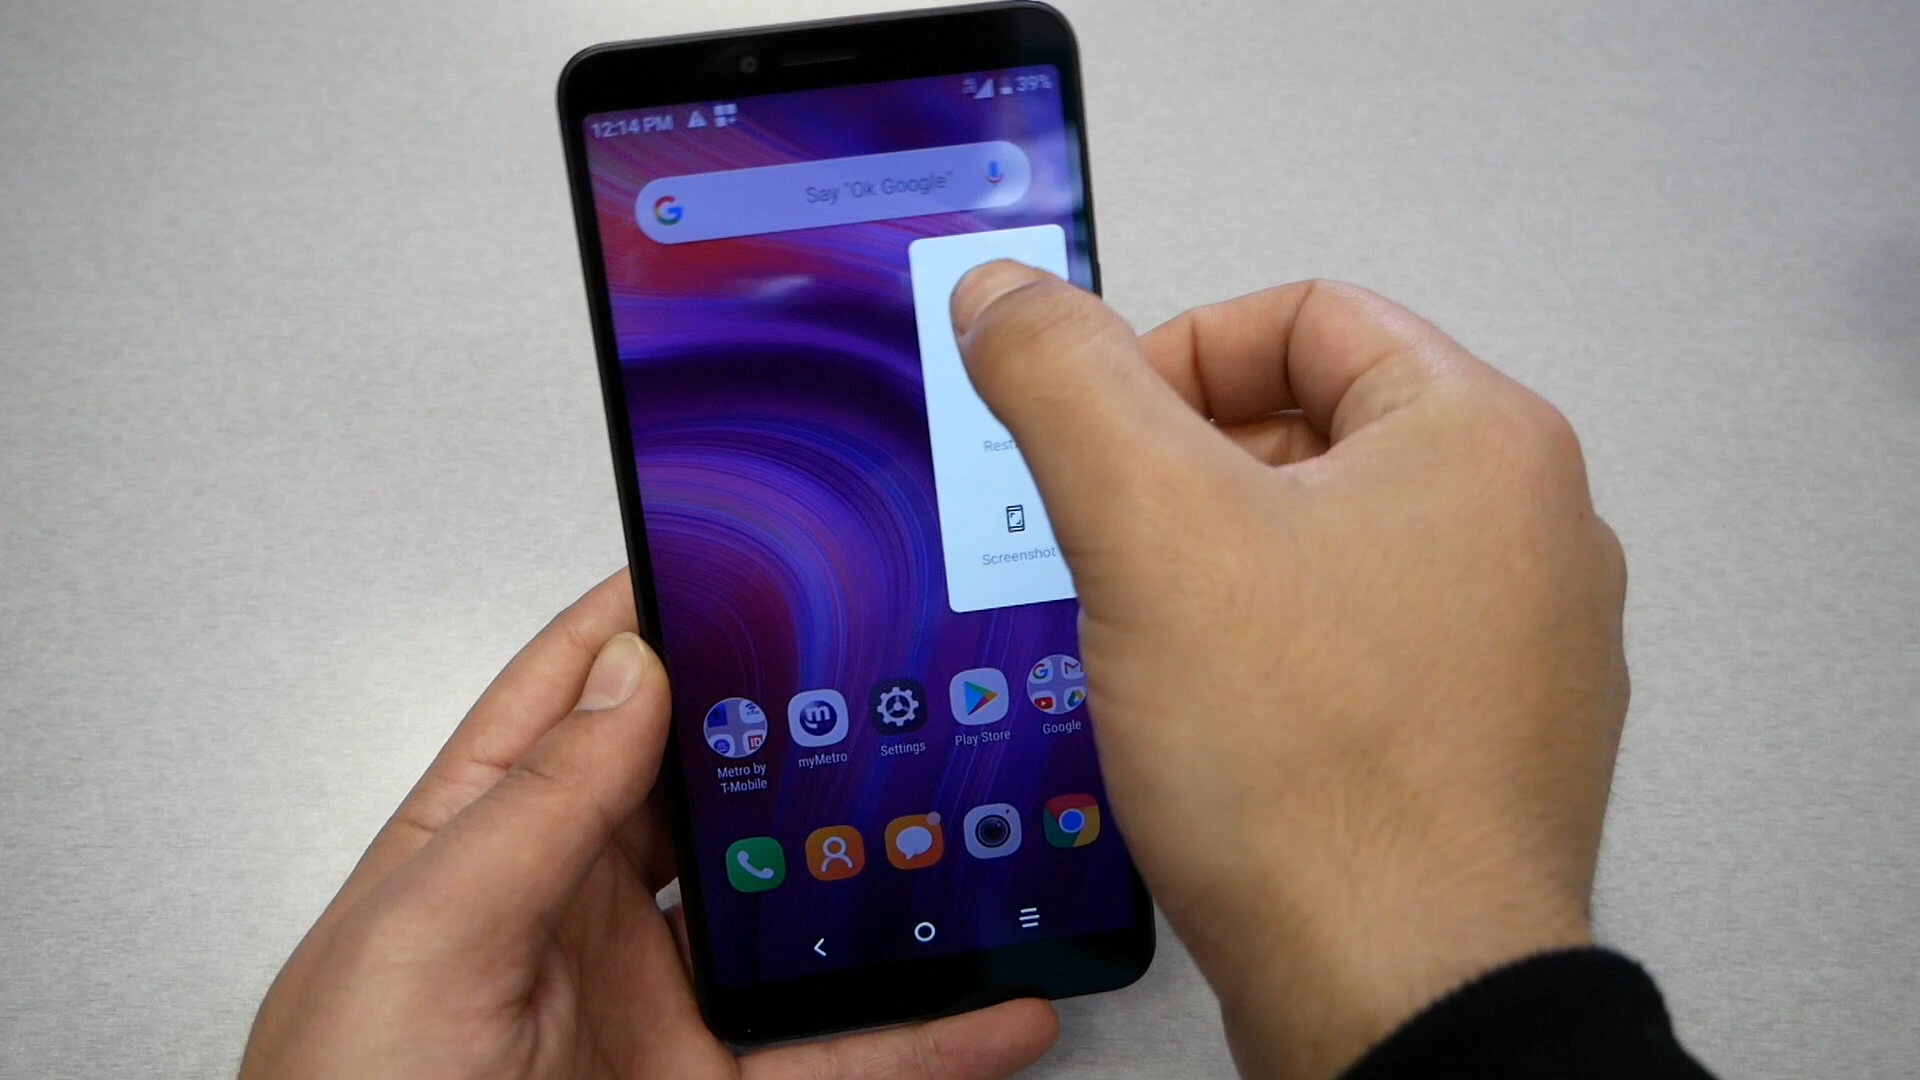 12:14 PM
39%
Say "Ok Google"
Screenshot
Metro by
T-Mobile
myMetro
Settings
Play Store
Google